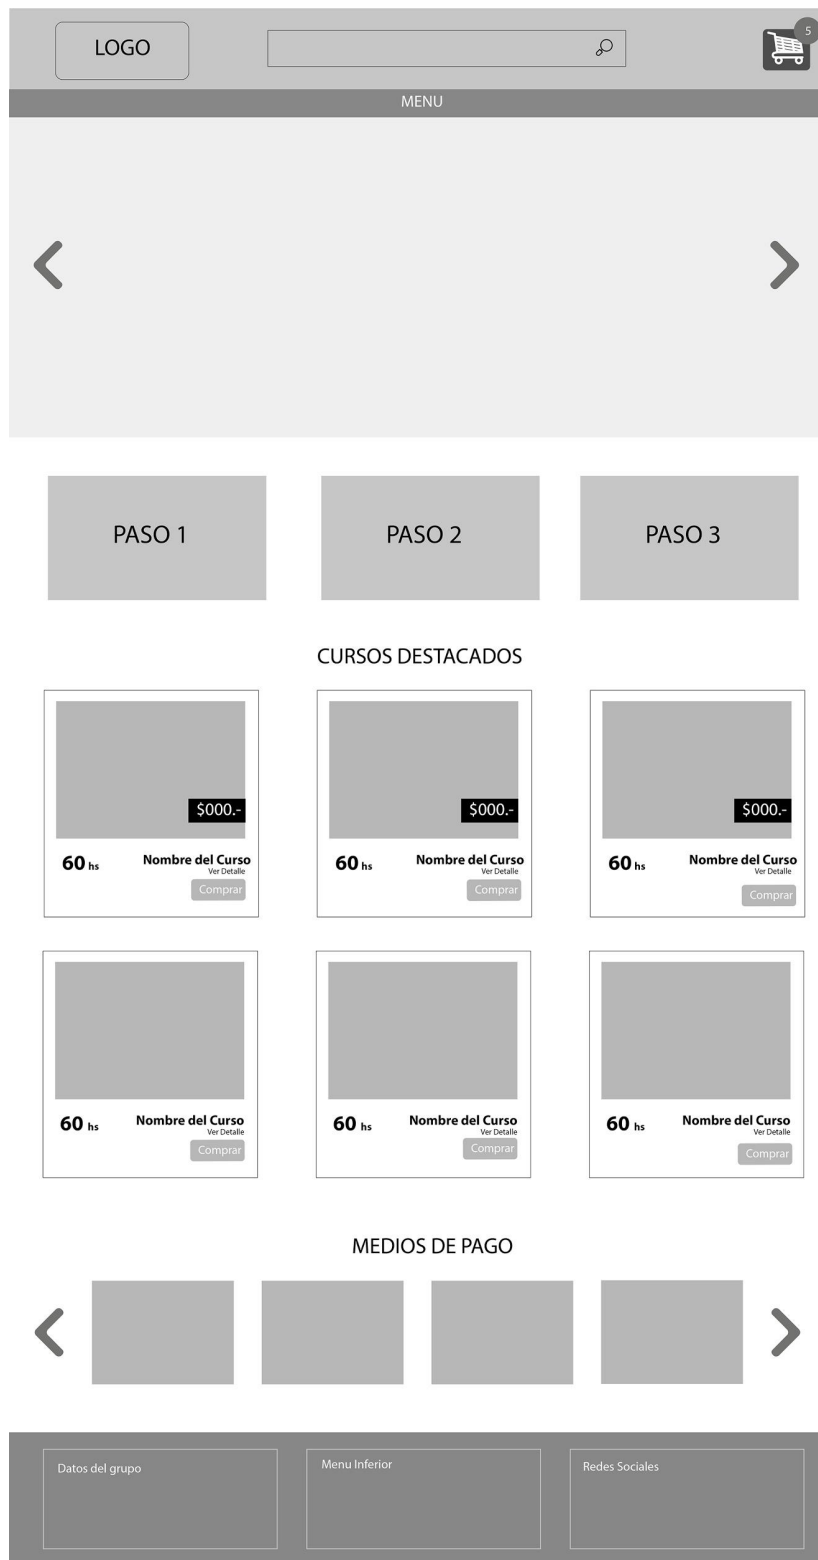 LOGO
5
MENU
PASO 1
PASO 2
PASO 3
CURSOS DESTACADOS
$000.-
60 hs
Nombre del Curso
Ver Detalle
Comprar
$000.-
60 hs
Nombre del Curso
Ver Detalle
Comprar
$000.-
60 hs
Nombre del Curso
Ver Detalle
Comprar
60 hs
Nombre del Curso
Ver Detalle
Comprar
60 hs
Nombre del Curso
Ver Detalle
Comprar
60 hs
Nombre del Curso
Ver Detalle
Comprar
MEDIOS DE PAGO
Datos del grupo
Menu Inferior
Redes Sociales